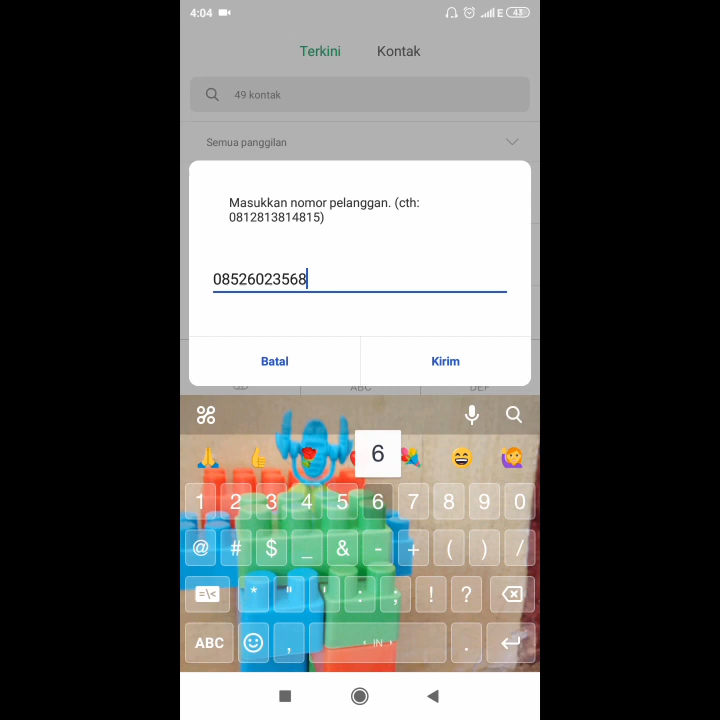 4:04
E
43
Terkini
Kontak
49 kontak
Semua panggilan
Masukkan nomor pelanggan. (cth:
0812813814815)
08526023568
Batal
Kirim
ABC
DEF
6
1 2 3 4 5 6 7 8 9 0
@ # $ _ & - + ( ) /
=\< * " ' : ; ! ?
ABC , IN .